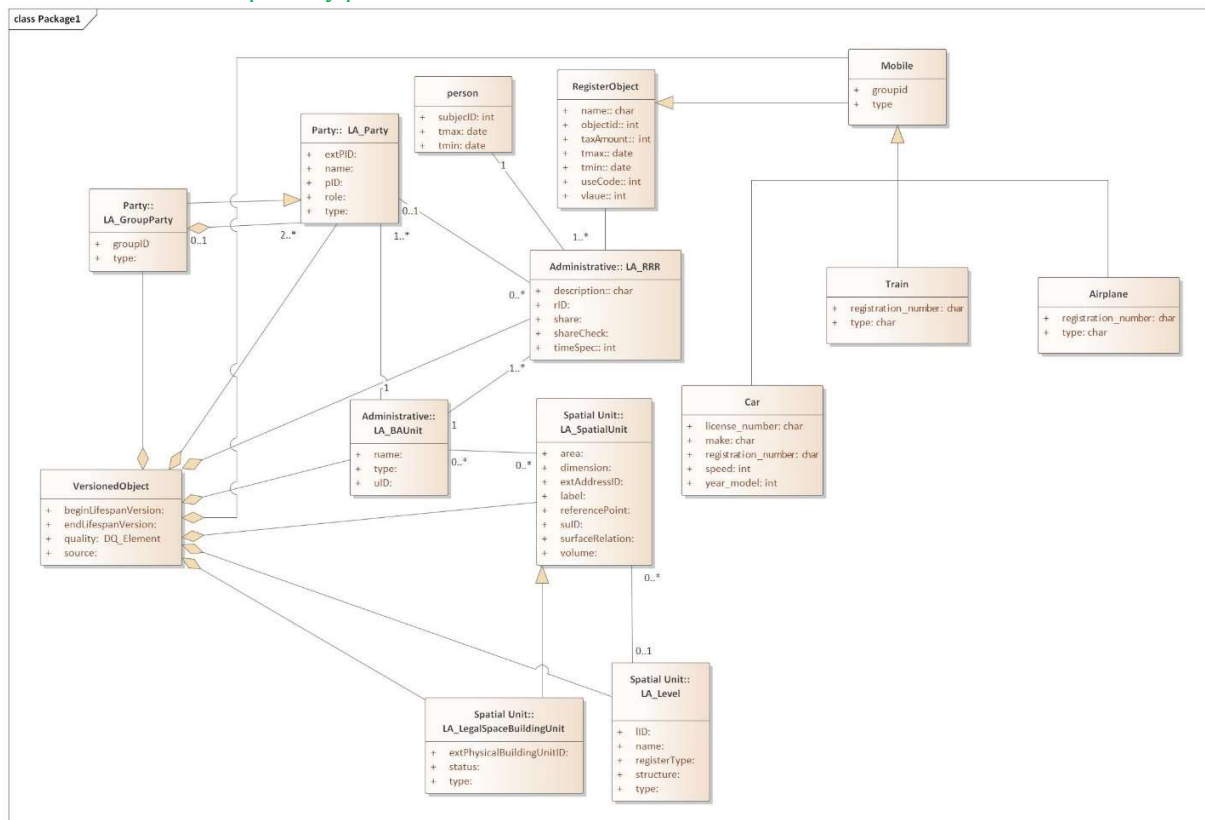 class Package1
Mobile
+ groupid
+ type
person
+ subjecID: int
+ tmax: date
+ tmin: date
RegisterObject
+ name:: char
+ objectid:: int
+ taxAmount:: int
+ tmax:: date
+ tmin:: date
+ useCode:: int
+ vlaue:: int
Party:: LA_Party
+ extPID:
+ name:
+ pID:
+ role:
+ type:
1
Party::
LA_GroupParty
+ groupID
+ type:
0..1
2..*
0..1
1..*
1..*
0..*
Administrative:: LA_RRR
+ description:: char
+ rID:
+ share:
+ shareCheck:
+ timeSpec:: int
Train
+ registration_number: char
+ type: char
Airplane
+ registration_number: char
+ type: char
1..*
1
1
Administrative::
LA_BAUnit
+ name:
+ type:
+ uID:
0..*
0..*
Spatial Unit::
LA_SpatialUnit
+ area:
+ dimension:
+ extAddressID:
+ label:
+ referencePoint:
+ suID:
+ surfaceRelation:
+ volume:
Car
+ license_number: char
+ make: char
+ registration_number: char
+ speed: int
+ year_model: int
VersionedObject
+ beginLifespanVersion:
+ endLifespanVersion:
+ quality: DQ_Element
+ source:
0..*
0..1
Spatial Unit::
LA_Level
+ lID:
+ name:
+ registerType:
+ structure:
+ type:
Spatial Unit::
LA_LegalSpaceBuildingUnit
+ extPhysicalBuildingUnitID:
+ status:
+ type: